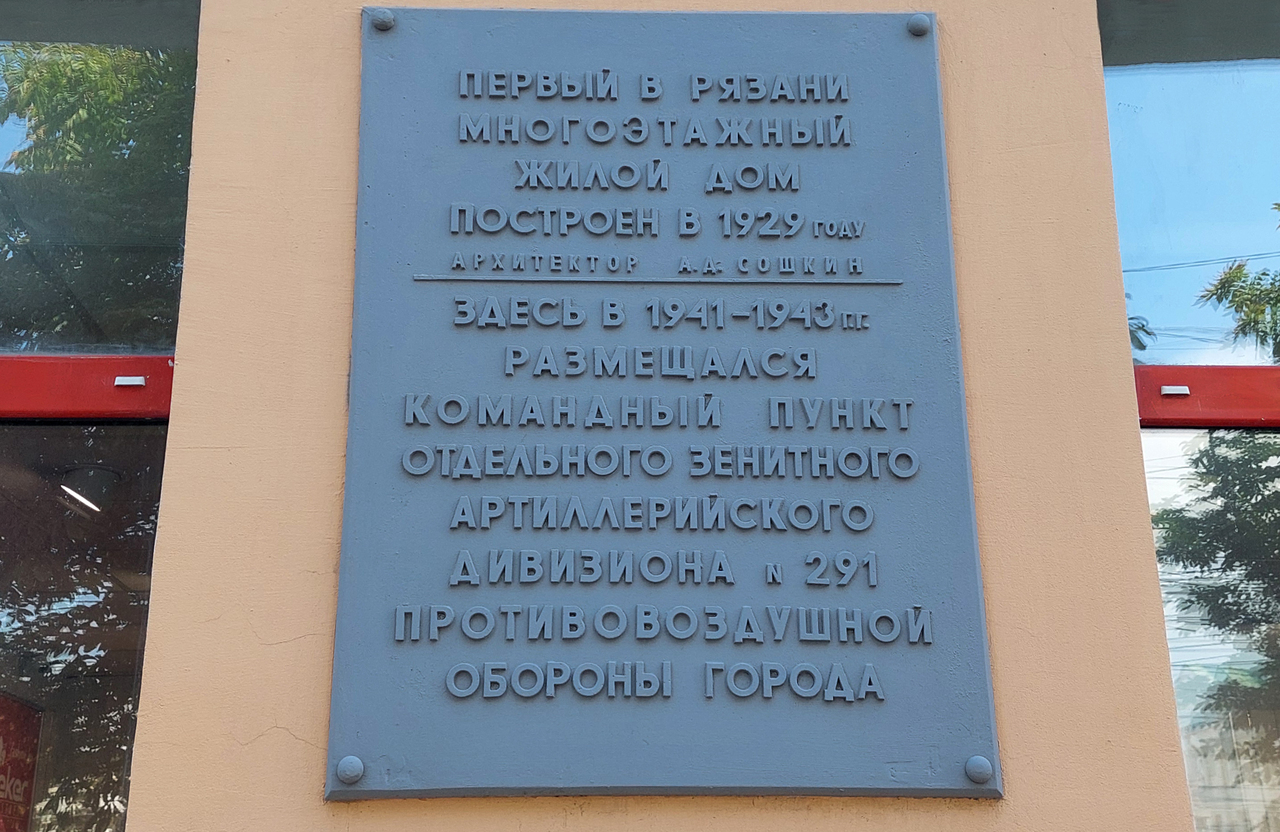 ПЕРВЫЙ В РЯЗАНИ
МНОГОЭТАЖНЫЙ
ЖИЛОЙ ДОМ
ПОСТРОЕН В 1929 ГОДУ
АРХИТЕКТОР А.Д. СОШКИН
ЗДЕСЬ В 1941–1943 Г.Г.
РАЗМЕЩАЛСЯ
КОМАНДНЫЙ ПУНКТ
ОТДЕЛЬНОГО ЗЕНИТНОГО
АРТИЛЛЕРИЙСКОГО
ДИВИЗИОНА N 291
ПРОТИВОВОЗДУШНОЙ
ОБОРОНЫ ГОРОДА